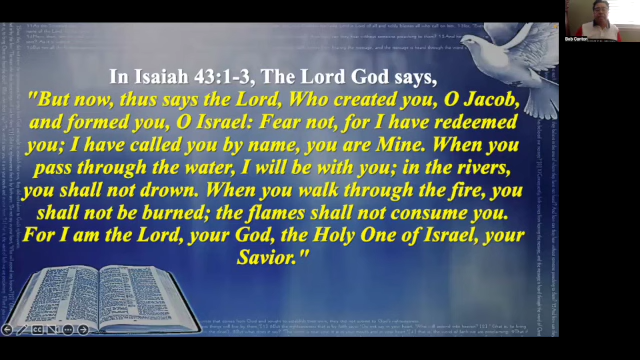 In Isaiah 43:1-3, The Lord God says,
"But now, thus says the Lord, Who created you, O Jacob,
and formed you, O Israel: Fear not, for I have redeemed
you; I have called you by name, you are Mine. When you
pass through the water, I will be with you; in the rivers,
you shall not drown. When you walk through the fire, you
shall not be burned; the flames shall not consume you.
For I am the Lord, your God, the Holy One of Israel, your
Savior."